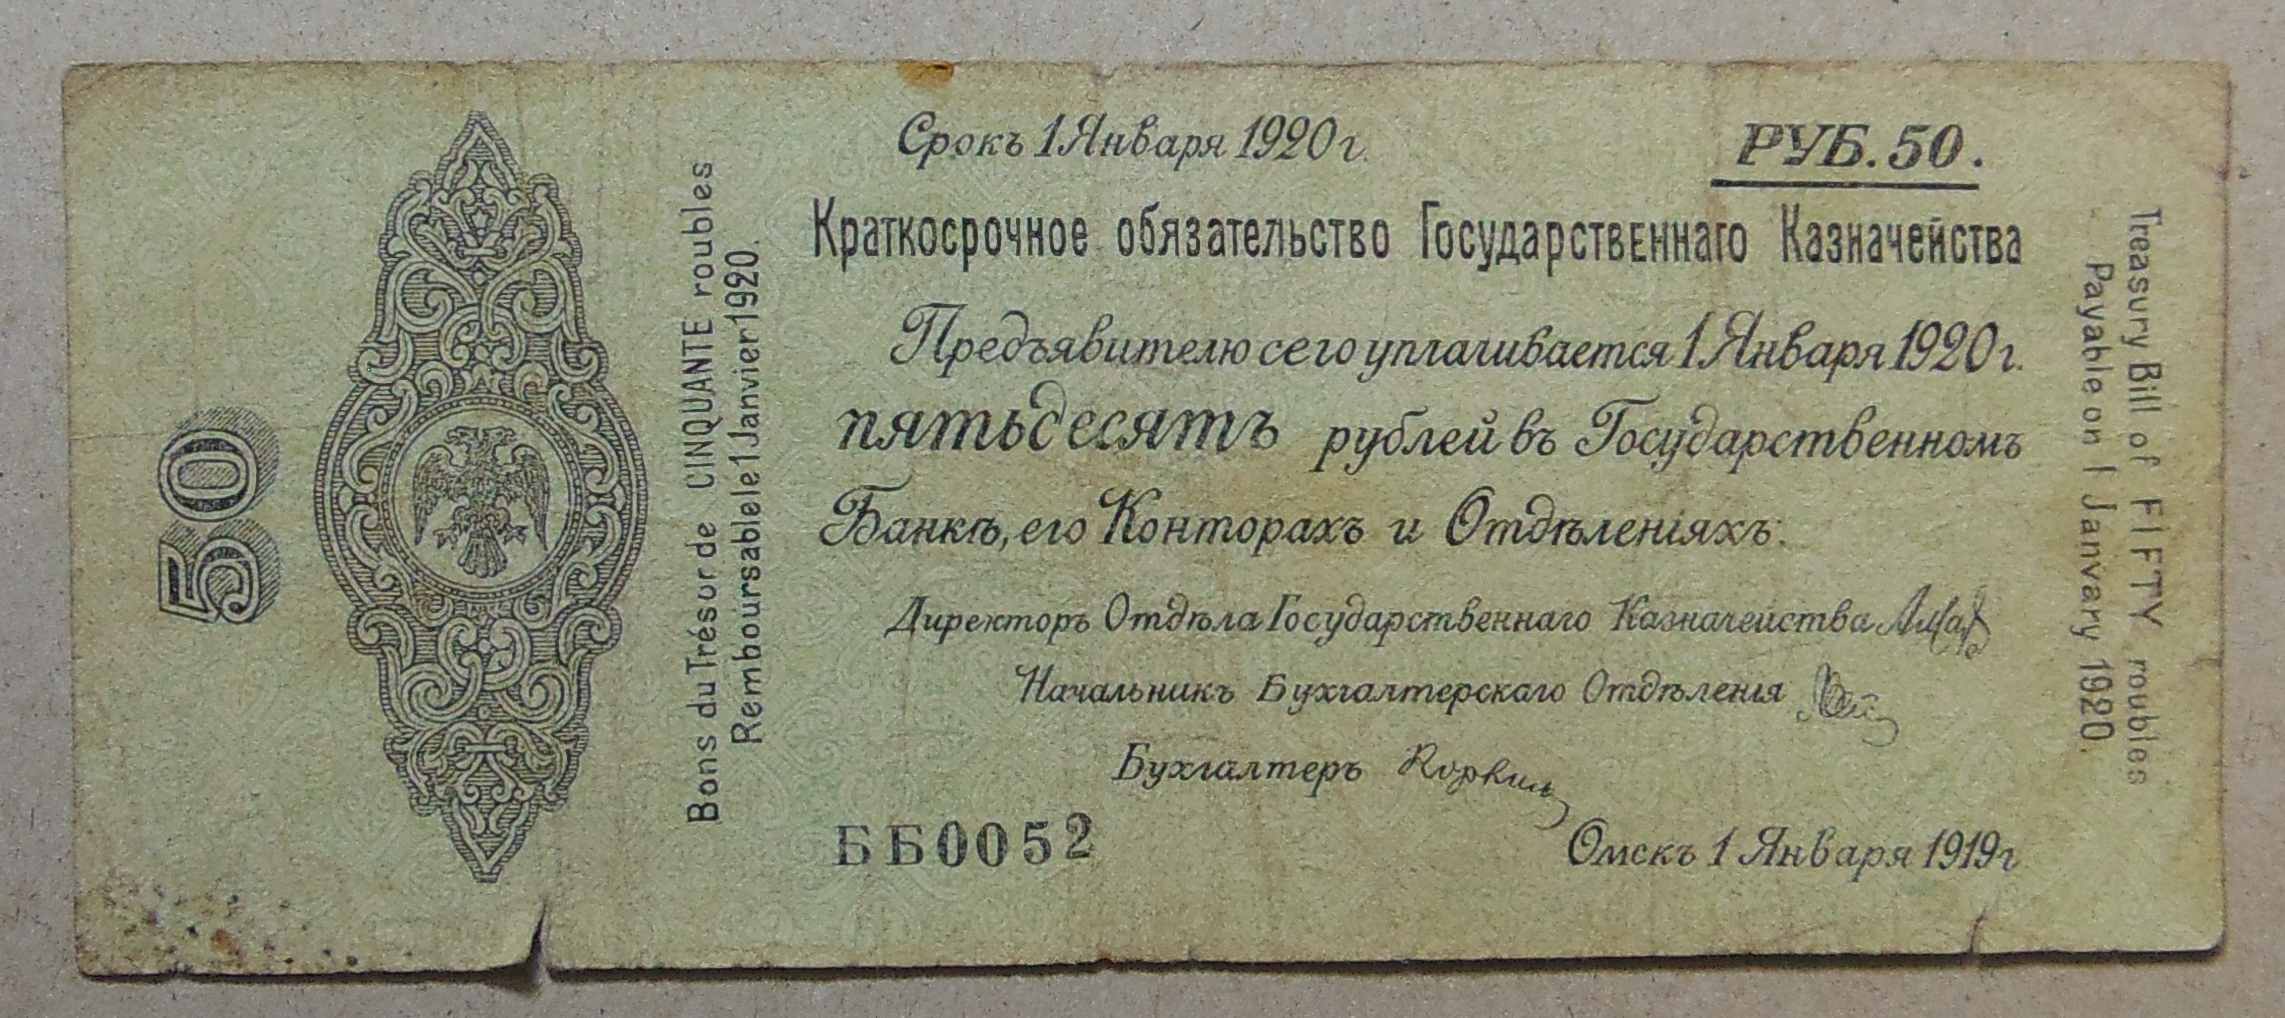 50
Bons du Trésor de CINQUANTE roubles
Remboursable le 1 Janvier 1920.
Срокъ 1 Января 1920 г.
РУБ. 50.
Краткосрочное обязательство Государственнаго Казначейства
Предъявителю сего уплачивается 1 Января 1920 г.
пятьдесятъ рублей въ Государственномъ
Банкѣ, его Конторахъ и Отдѣленіяхъ.
Директоръ Отдѣла Государственнаго Казначейства
Начальникъ Бухгалтерскаго Отдѣленія
Бухгалтеръ
ББ0052
Омскъ 1 Января 1919 г
Treasury Bill of FIFTY roubles
Payable on 1 Janvary 1920.